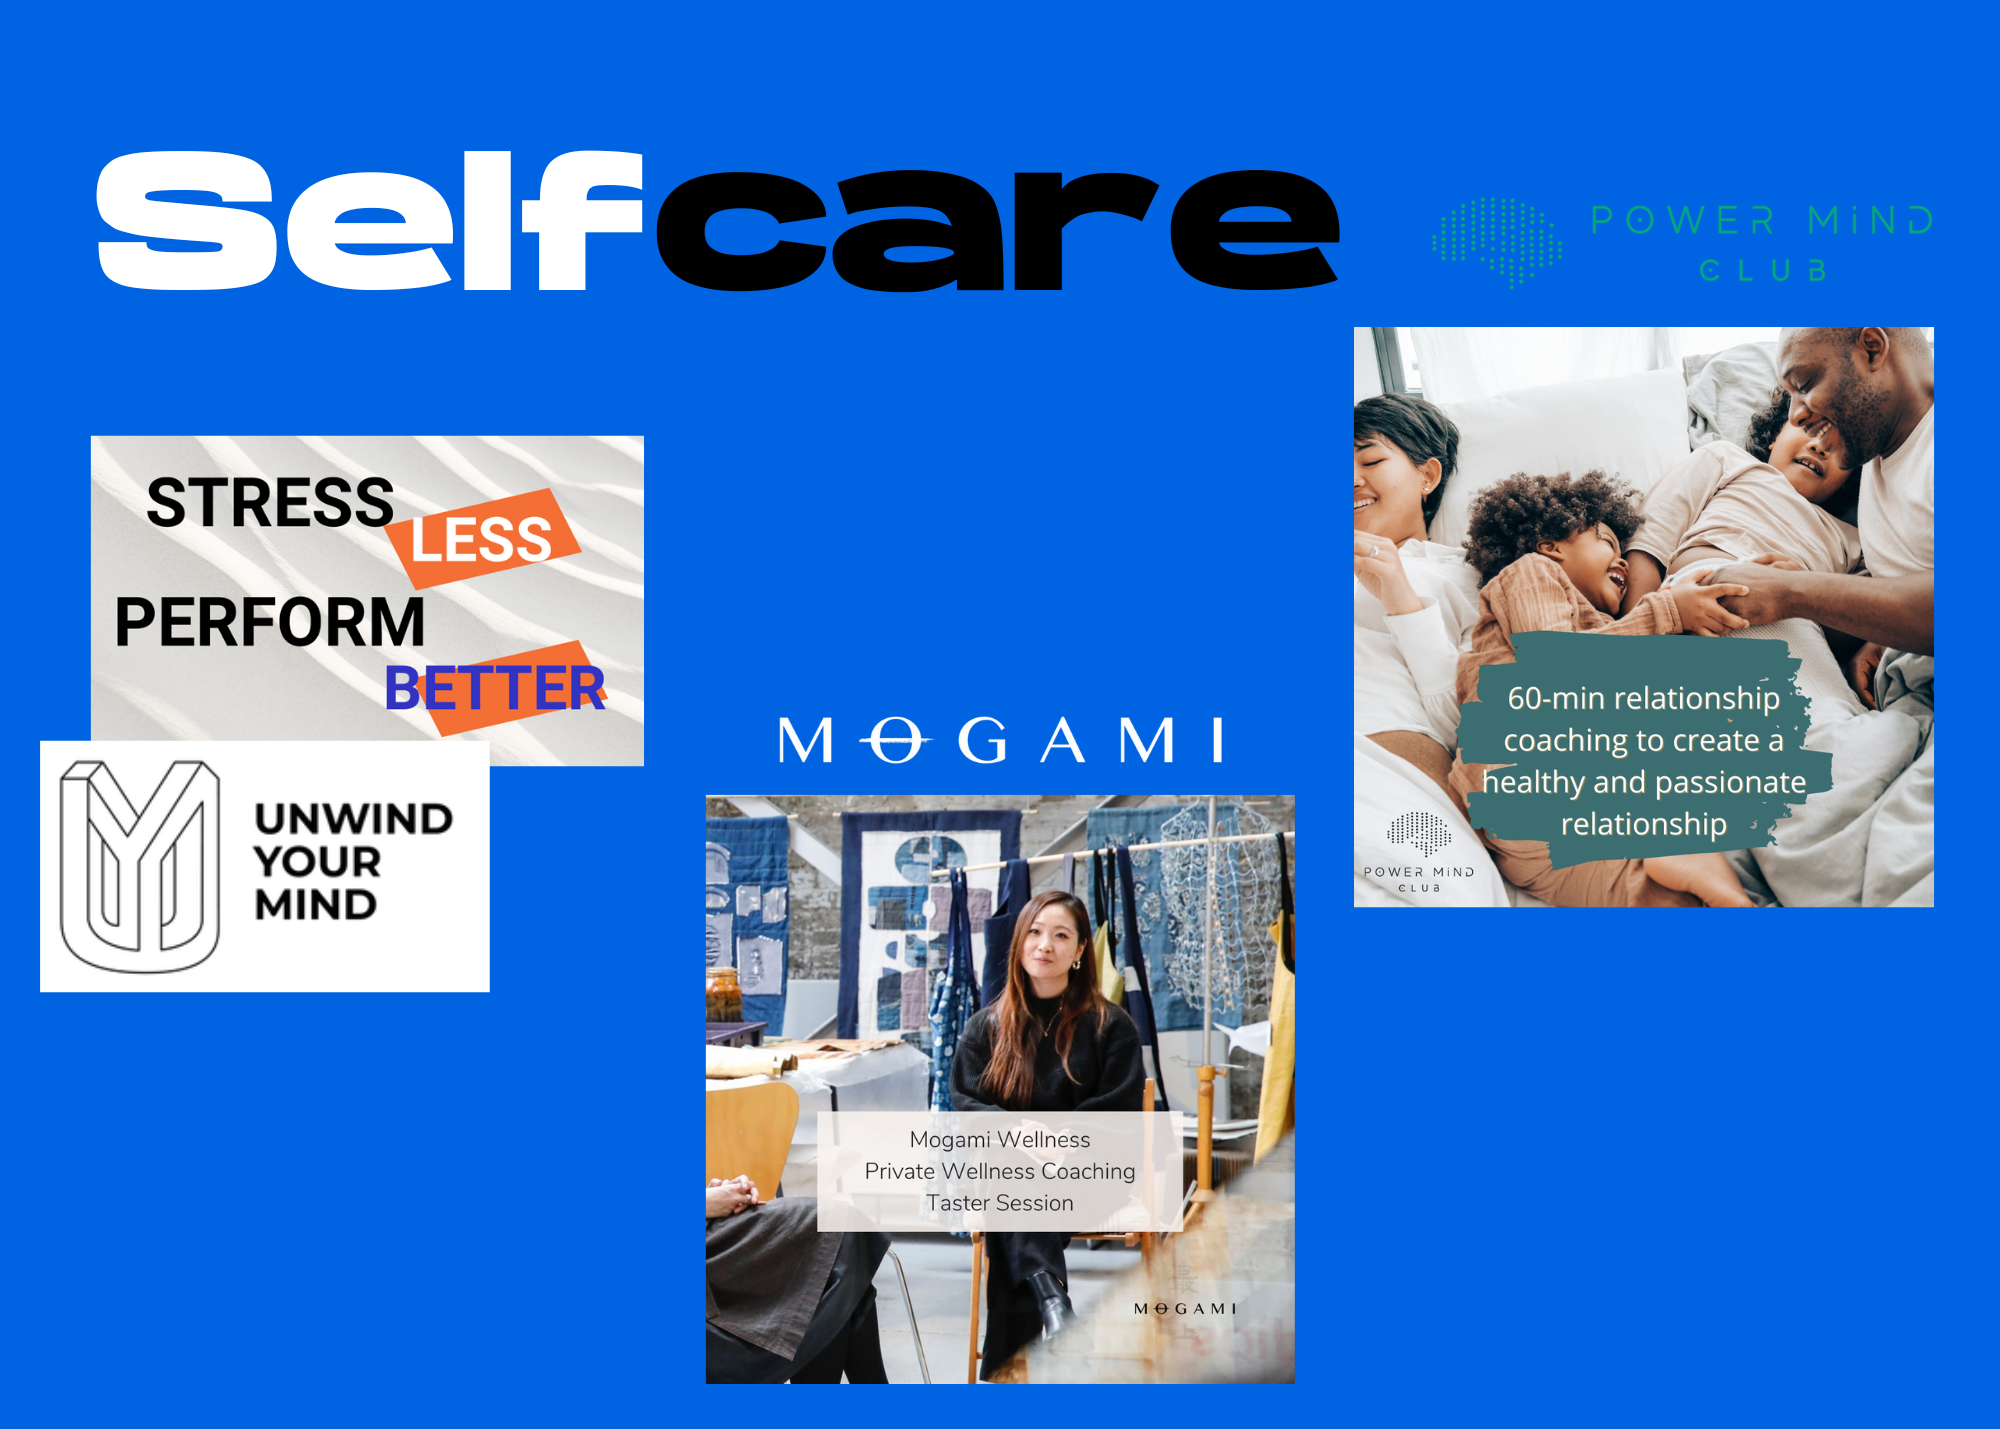 Selfcare
POWER MiND
CLUB
STRESS
LESS
PERFORM
BETTER
UNWIND
YOUR
MIND
MOGAMI
Mogami Wellness
Private Wellness Coaching
Taster Session
MOGAMI
60-min relationship
coaching to create a
healthy and passionate
relationship
POWER MiND
CLUB